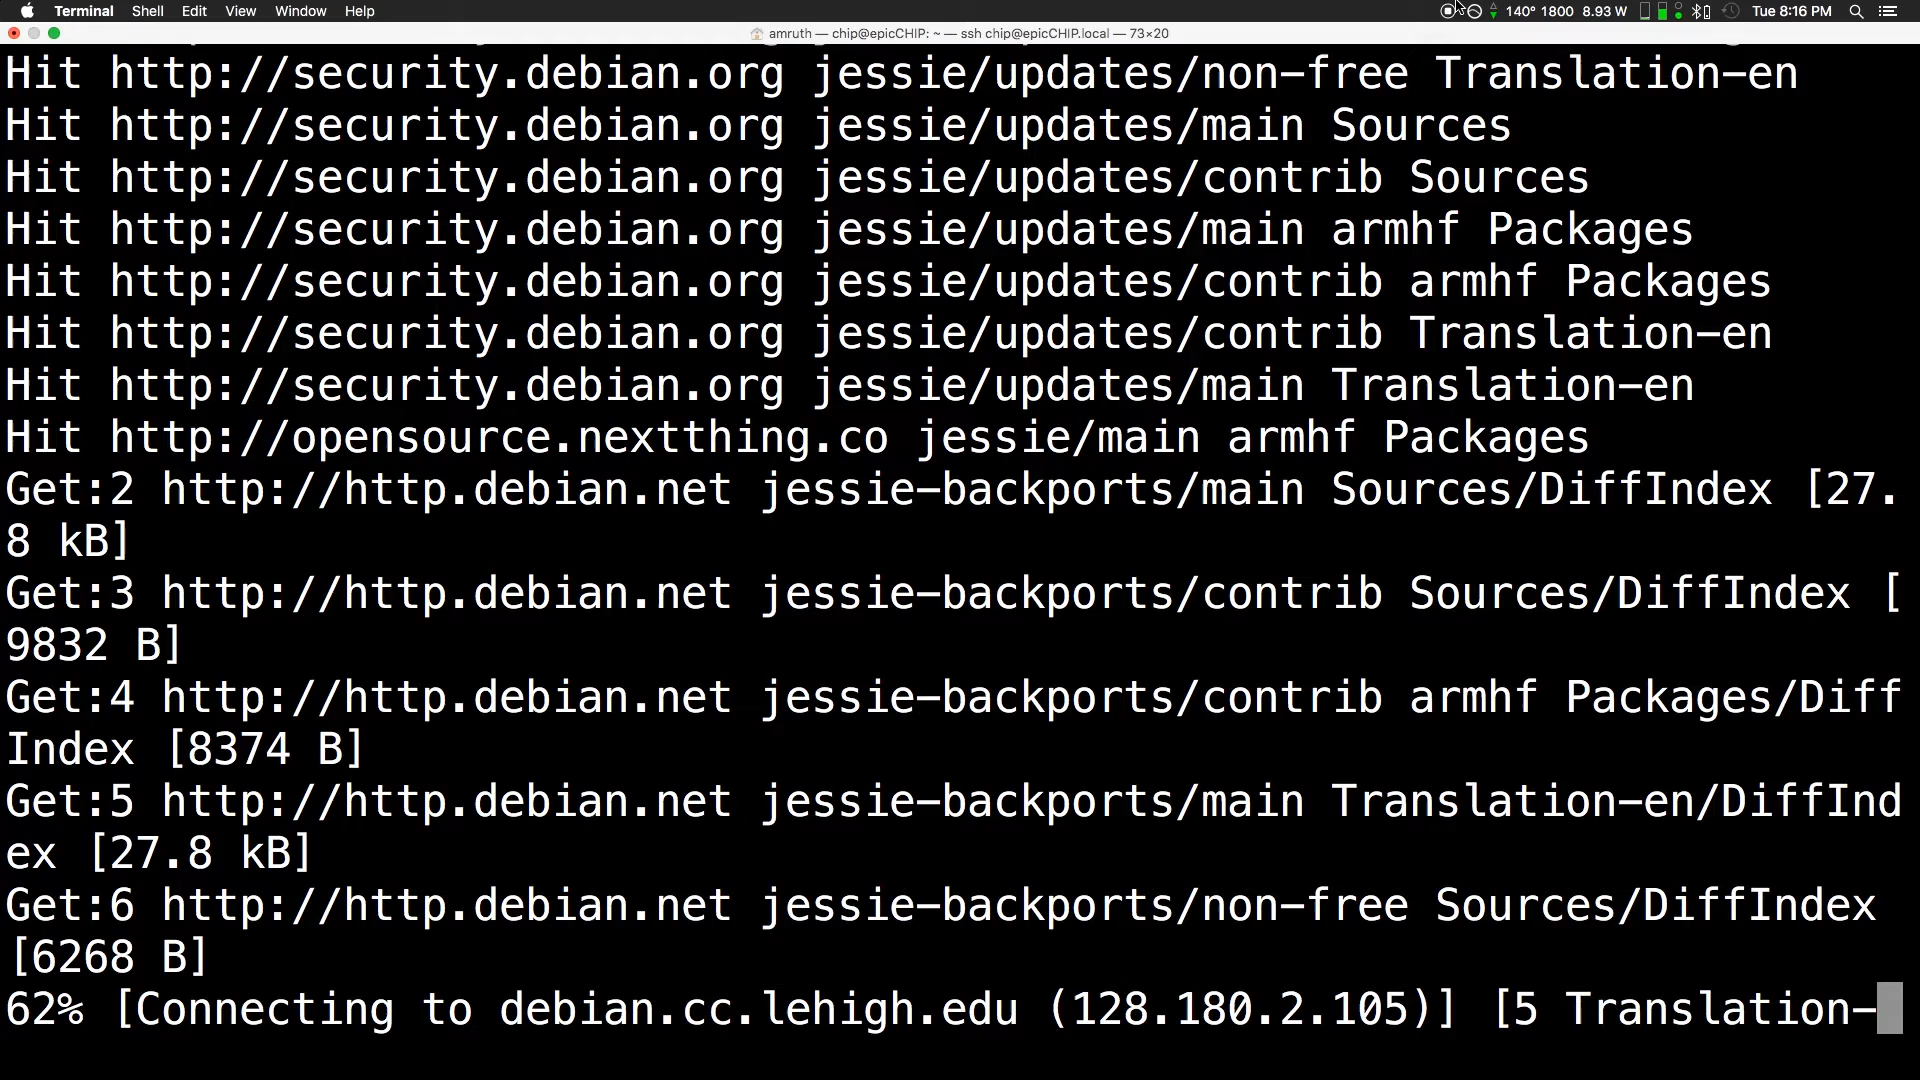 Terminal Shell Edit View Window Help 140° 1800 8.93 W Tue 8:16 PM
amruth — chip@epicCHIP: ~ — ssh chip@epicCHIP.local — 73×20
Hit http://security.debian.org jessie/updates/non-free Translation-en
Hit http://security.debian.org jessie/updates/main Sources
Hit http://security.debian.org jessie/updates/contrib Sources
Hit http://security.debian.org jessie/updates/main armhf Packages
Hit http://security.debian.org jessie/updates/contrib armhf Packages
Hit http://security.debian.org jessie/updates/contrib Translation-en
Hit http://security.debian.org jessie/updates/main Translation-en
Hit http://opensource.nextthing.co jessie/main armhf Packages
Get:2 http://http.debian.net jessie-backports/main Sources/DiffIndex [27.
8 kB]
Get:3 http://http.debian.net jessie-backports/contrib Sources/DiffIndex [
9832 B]
Get:4 http://http.debian.net jessie-backports/contrib armhf Packages/Diff
Index [8374 B]
Get:5 http://http.debian.net jessie-backports/main Translation-en/DiffInd
ex [27.8 kB]
Get:6 http://http.debian.net jessie-backports/non-free Sources/DiffIndex
[6268 B]
62% [Connecting to debian.cc.lehigh.edu (128.180.2.105)] [5 Translation-